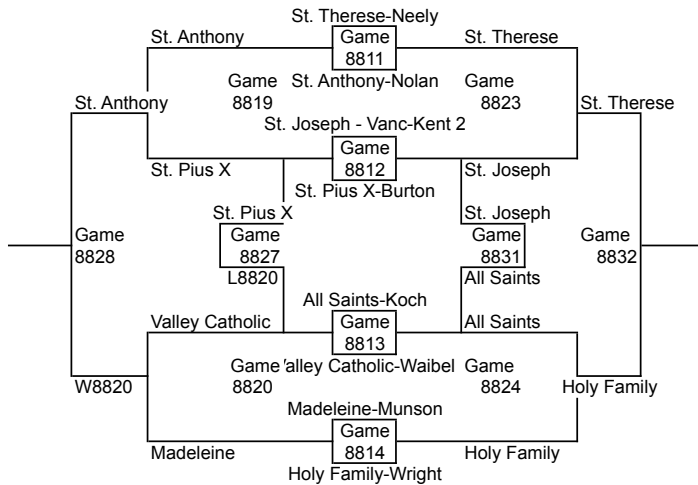 St. Therese-Neely
St. Anthony
Game
8811
St. Therese
St. Anthony-Nolan
Game
8819
Game
8823
St. Anthony
St. Therese
St. Joseph - Vanc-Kent 2
Game
8812
St. Pius X
St. Joseph
St. Pius X-Burton
St. Pius X
St. Joseph
Game
8828
Game
8827
Game
8831
Game
8832
L8820
All Saints
All Saints-Koch
Valley Catholic
Game
8813
All Saints
Game
8820
alley Catholic-Waibel
Game
8824
W8820
Holy Family
Madeleine-Munson
Game
8814
Madeleine
Holy Family
Holy Family-Wright